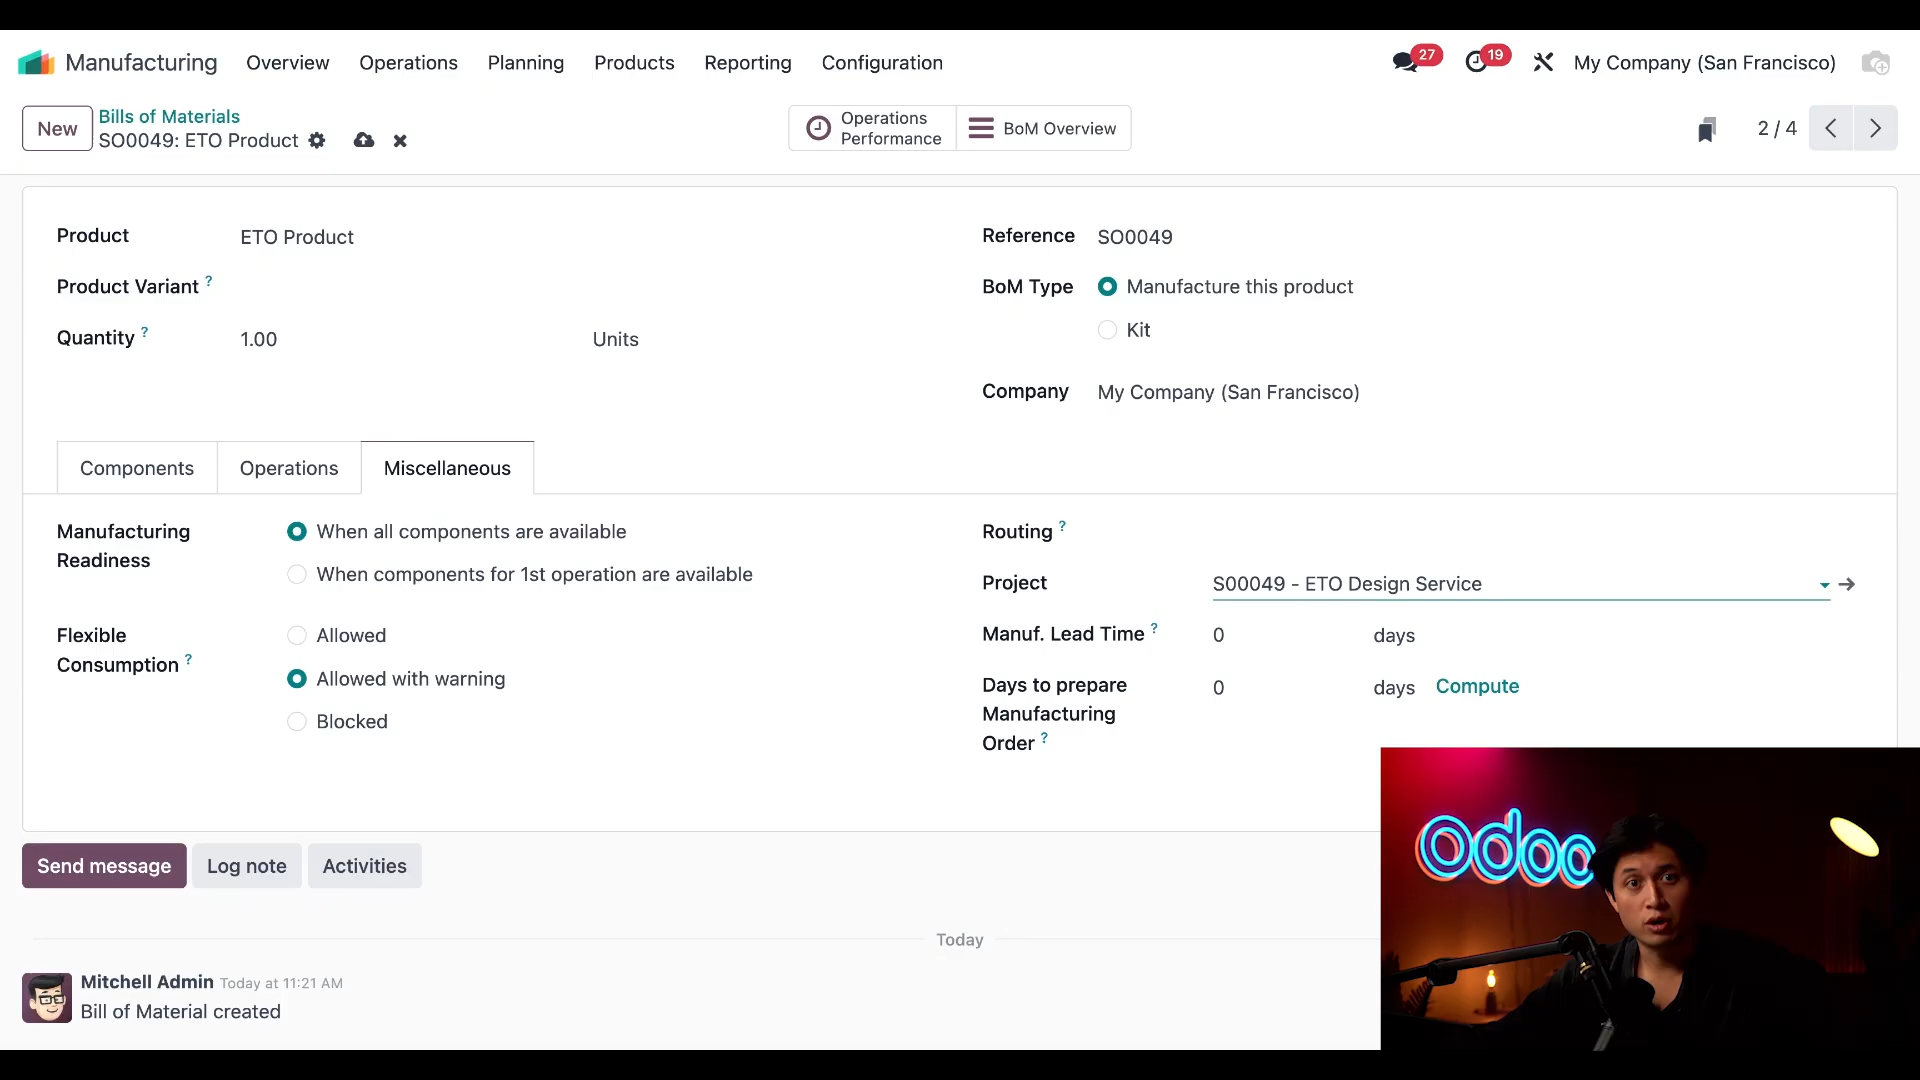 Manufacturing Overview Operations Planning Products Reporting Configuration 27 19 My Company (San Francisco)
New Bills of Materials
SO0049: ETO Product
Operations Performance
BoM Overview
2 / 4
Product ETO Product
Product Variant ?
Quantity ? 1.00 Units
Reference SO0049
BoM Type Manufacture this product
Kit
Company My Company (San Francisco)
Components Operations Miscellaneous
Manufacturing Readiness
When all components are available
When components for 1st operation are available
Flexible Consumption ?
Allowed
Allowed with warning
Blocked
Routing ?
Project S00049 - ETO Design Service
Manuf. Lead Time ? 0 days
Days to prepare Manufacturing Order ? 0 days Compute
Send message Log note Activities
odoo
Today
Mitchell Admin Today at 11:21 AM
Bill of Material created